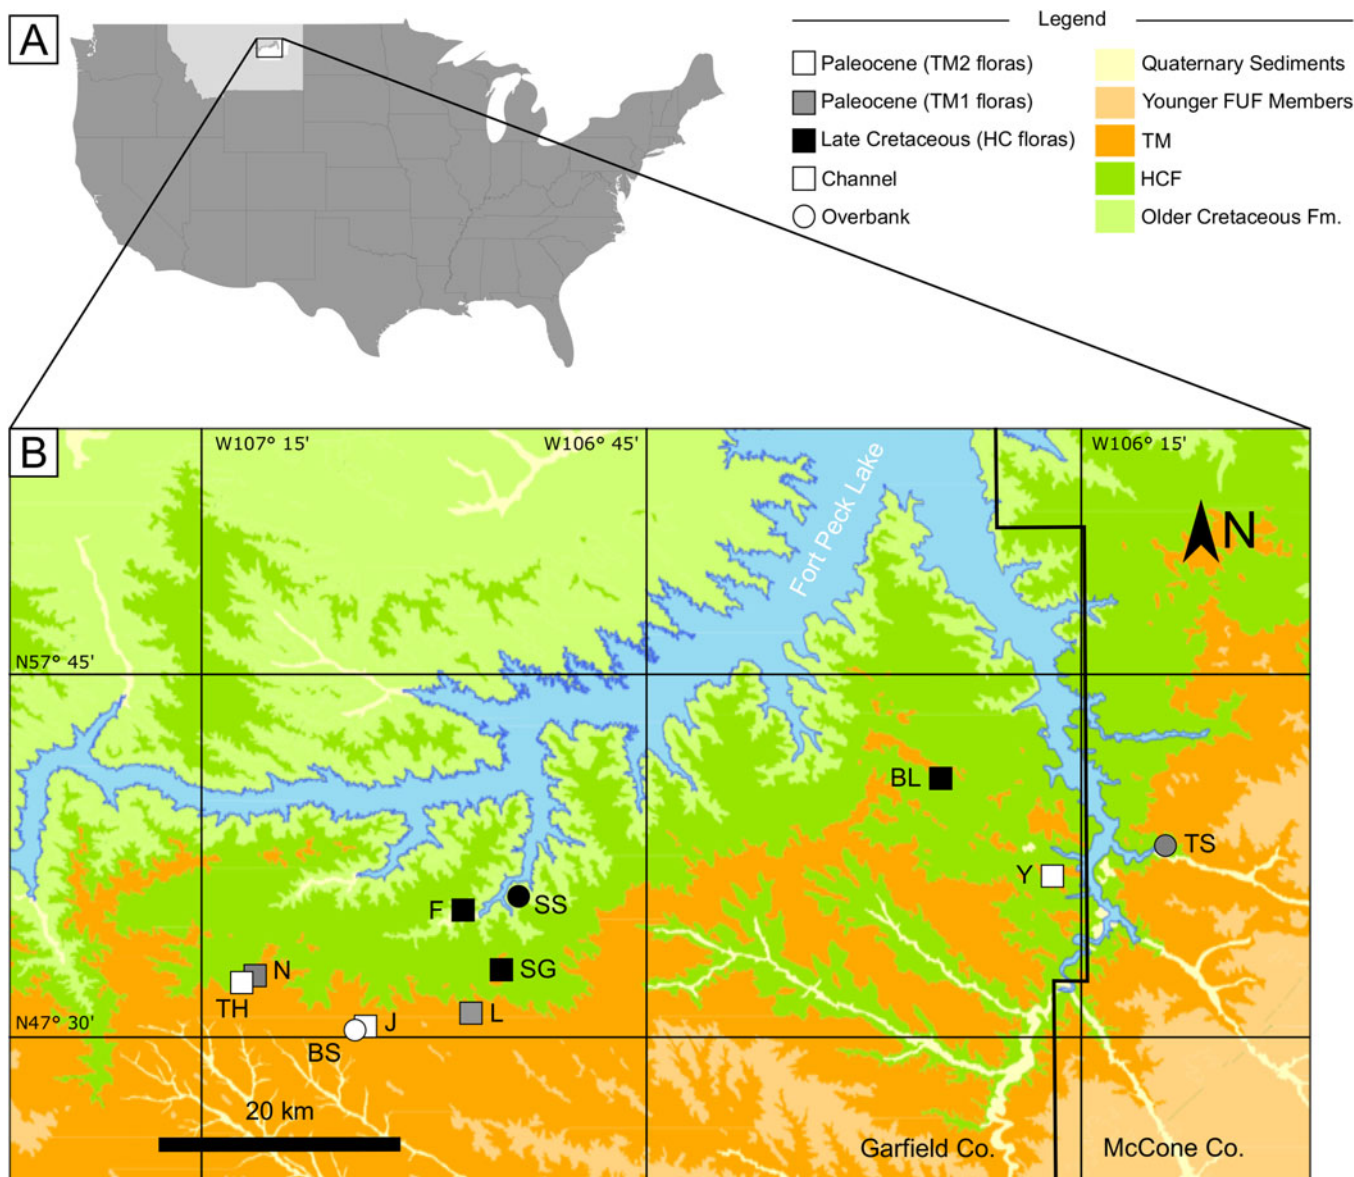 A
Legend
Paleocene (TM2 floras)
Paleocene (TM1 floras)
Late Cretaceous (HC floras)
Channel
Overbank
Quaternary Sediments
Younger FUF Members
TM
HCF
Older Cretaceous Fm.
B
W107° 15'
W106° 45'
W106° 15'
N
Fort Peck Lake
N57° 45'
BL
TS
Y
F
SS
SG
N
TH
L
J
BS
N47° 30'
20 km
Garfield Co.
McCone Co.